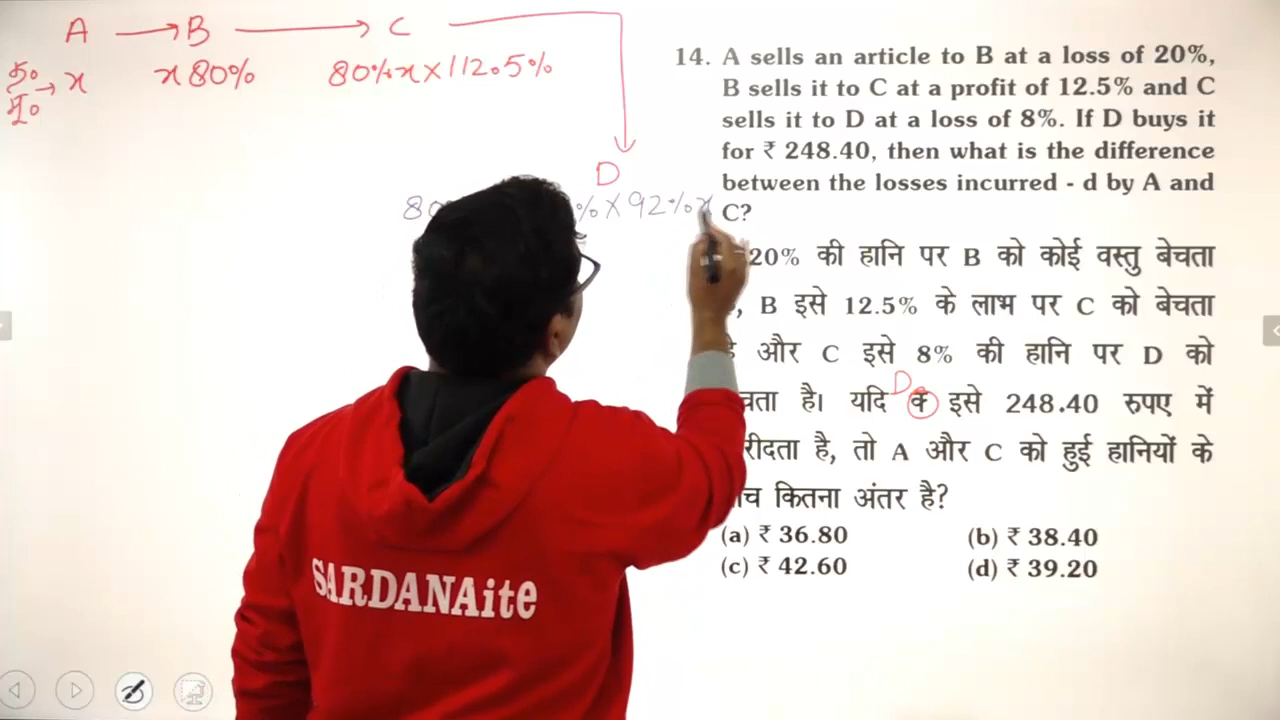 A → B → C
क्र० मू० → x x 80% 80% x × 112.5%
D
% × 92% x
14. A sells an article to B at a loss of 20%,
B sells it to C at a profit of 12.5% and C
sells it to D at a loss of 8%. If D buys it
for ₹ 248.40, then what is the difference
between the losses incurred - d by A and
C?
20% की हानि पर B को कोई वस्तु बेचता
, B इसे 12.5% के लाभ पर C को बेचता
है और C इसे 8% की हानि पर D को
चता है। यदि क इसे 248.40 रुपए में
D
रीदता है, तो A और C को हुई हानियों के
च कितना अंतर है?
(a) ₹ 36.80 (b) ₹ 38.40
(c) ₹ 42.60 (d) ₹ 39.20
SARDANAite